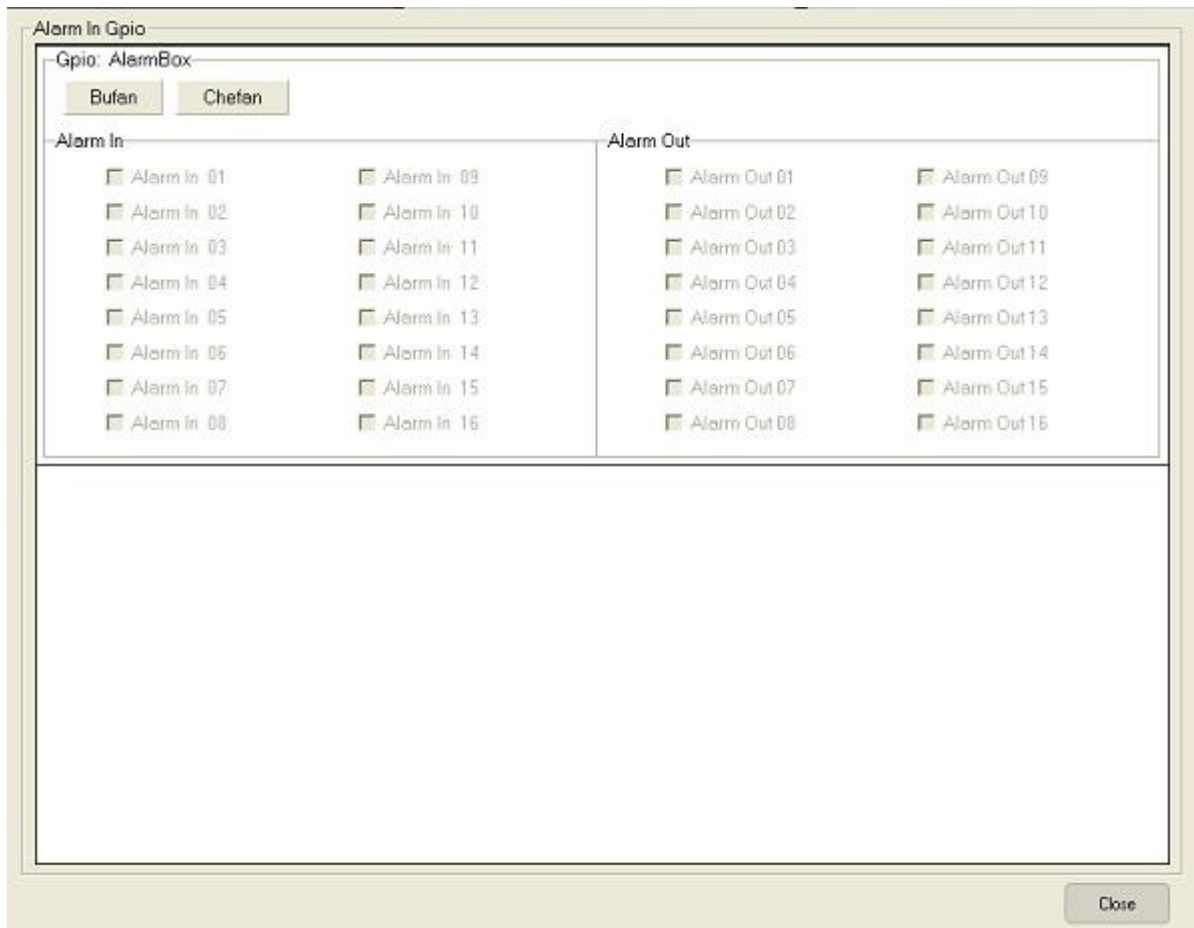 Alarm In Gpio
Gpio: AlarmBox
Bufan Chefan
Alarm In
Alarm In 01 Alarm In 09
Alarm In 02 Alarm In 10
Alarm In 03 Alarm In 11
Alarm In 04 Alarm In 12
Alarm In 05 Alarm In 13
Alarm In 06 Alarm In 14
Alarm In 07 Alarm In 15
Alarm In 08 Alarm In 16
Alarm Out
Alarm Out 01 Alarm Out 09
Alarm Out 02 Alarm Out 10
Alarm Out 03 Alarm Out 11
Alarm Out 04 Alarm Out 12
Alarm Out 05 Alarm Out 13
Alarm Out 06 Alarm Out 14
Alarm Out 07 Alarm Out 15
Alarm Out 08 Alarm Out 16
Close